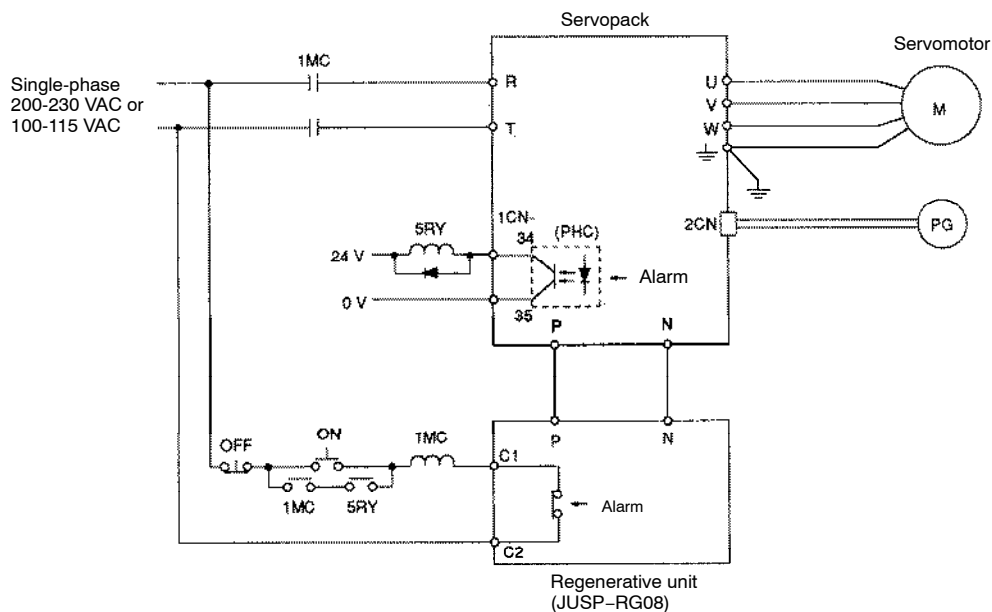 Servopack
Servomotor
Single-phase
200-230 VAC or
100-115 VAC
1MC
R
T
U
V
W
M
2CN
PG
1CN-
34
(PHC)
5RY
24 V
Alarm
0 V
35
P
N
P
N
OFF
ON
1MC
C1
1MC
5RY
Alarm
C2
Regenerative unit
(JUSP–RG08)